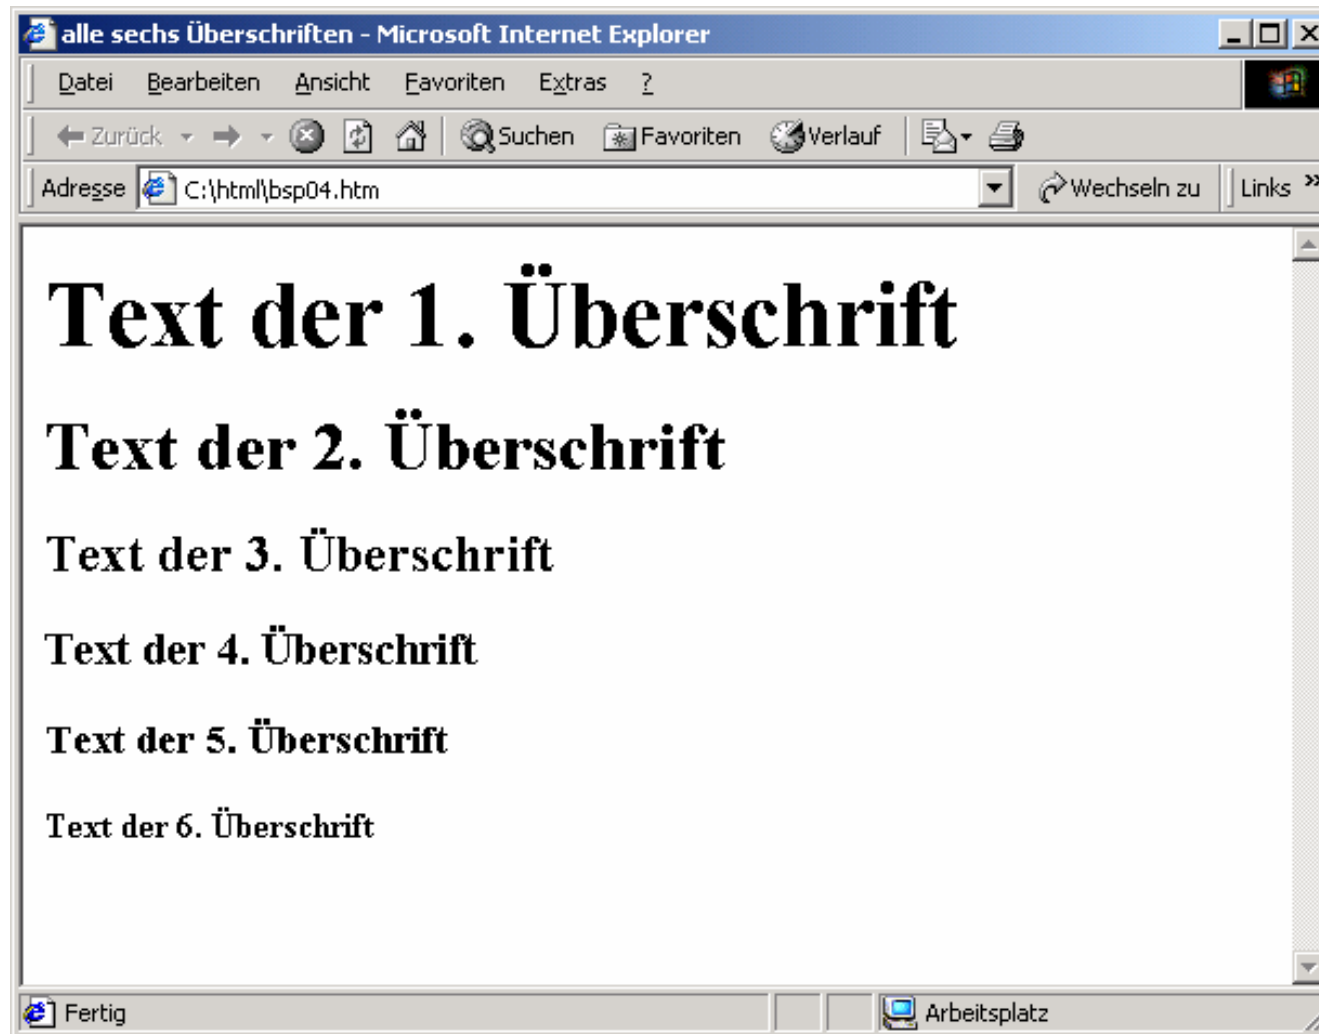 alle sechs Überschriften - Microsoft Internet Explorer
Datei Bearbeiten Ansicht Favoriten Extras ?
Zurück Suchen Favoriten Verlauf
Adresse C:\html\bsp04.htm Wechseln zu Links »
Text der 1. Überschrift
Text der 2. Überschrift
Text der 3. Überschrift
Text der 4. Überschrift
Text der 5. Überschrift
Text der 6. Überschrift
Fertig Arbeitsplatz